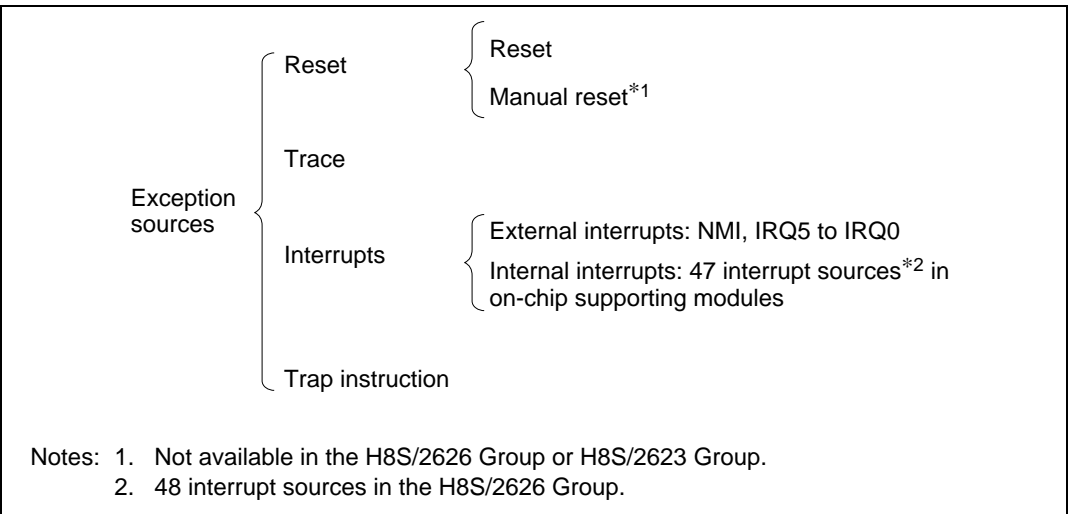 Exception
sources
Reset
Reset
Manual reset*1
Trace
Interrupts
External interrupts: NMI, IRQ5 to IRQ0
Internal interrupts: 47 interrupt sources*2 in
on-chip supporting modules
Trap instruction
Notes: 1. Not available in the H8S/2626 Group or H8S/2623 Group.
2. 48 interrupt sources in the H8S/2626 Group.